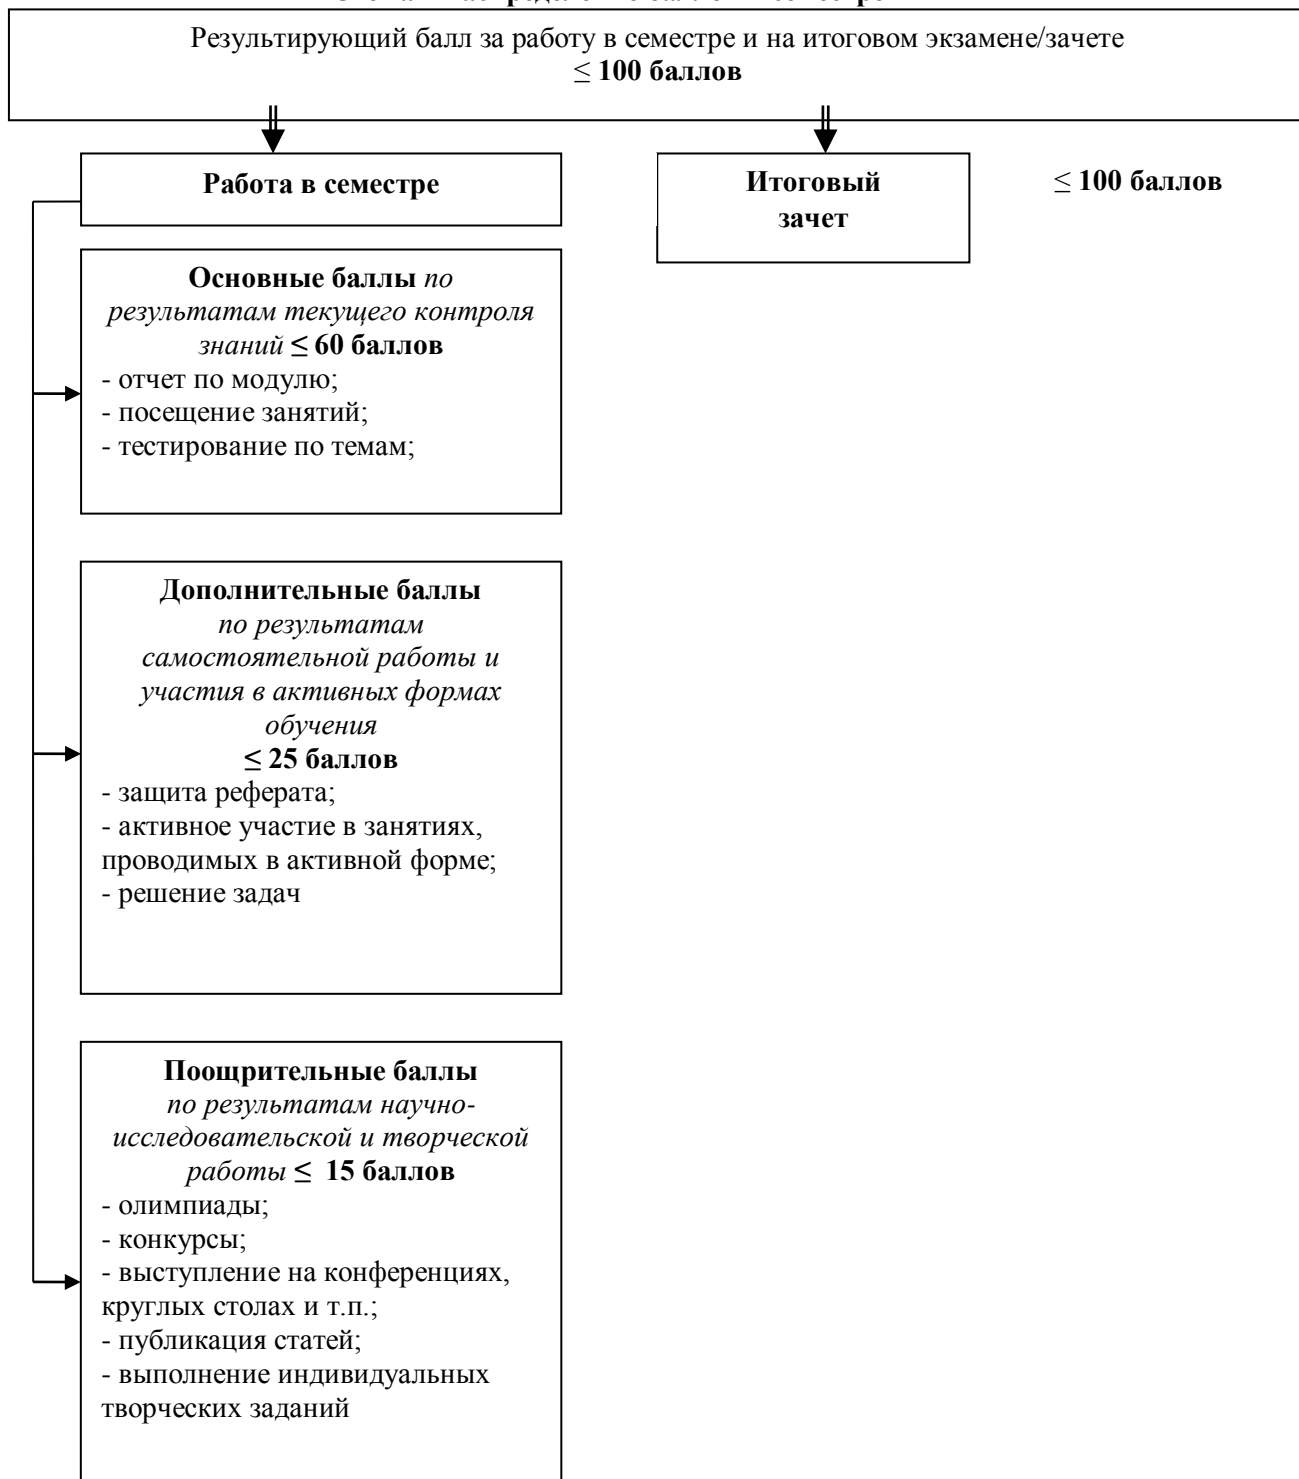 Результирующий балл за работу в семестре и на итоговом экзамене/зачете
≤ 100 баллов
Работа в семестре
Итоговый
зачет
≤ 100 баллов
Основные баллы по
результатам текущего контроля
знаний ≤ 60 баллов
- отчет по модулю;
- посещение занятий;
- тестирование по темам;
Дополнительные баллы
по результатам
самостоятельной работы и
участия в активных формах
обучения
≤ 25 баллов
- защита реферата;
- активное участие в занятиях,
проводимых в активной форме;
- решение задач
Поощрительные баллы
по результатам научно-
исследовательской и творческой
работы ≤ 15 баллов
- олимпиады;
- конкурсы;
- выступление на конференциях,
круглых столах и т.п.;
- публикация статей;
- выполнение индивидуальных
творческих заданий